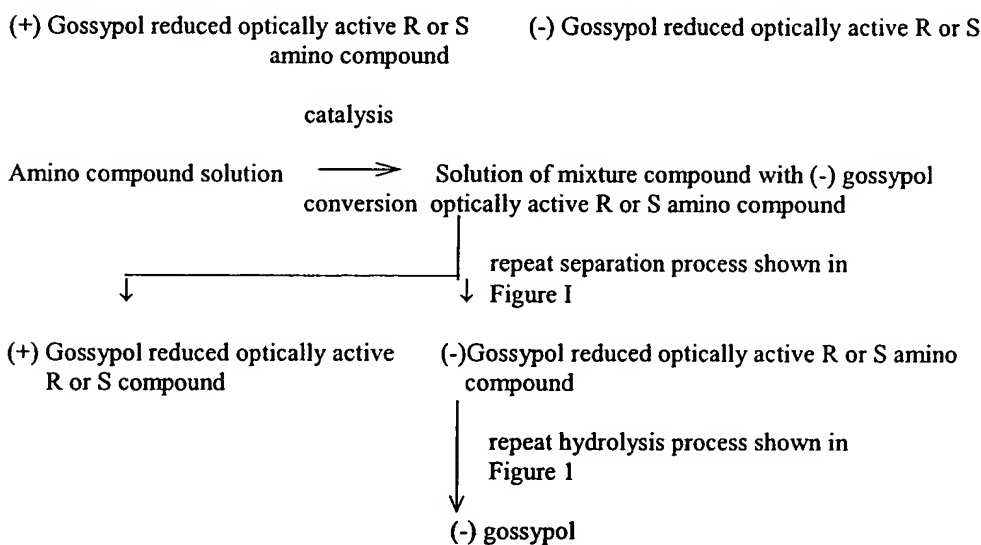 (+) Gossypol reduced optically active R or S (-) Gossypol reduced optically active R or S
amino compound
catalysis
Amino compound solution Solution of mixture compound with (-) gossypol
conversion optically active R or S amino compound
repeat separation process shown in
Figure I
(+) Gossypol reduced optically active (-)Gossypol reduced optically active R or S amino
R or S compound compound
repeat hydrolysis process shown in
Figure 1
(-) gossypol